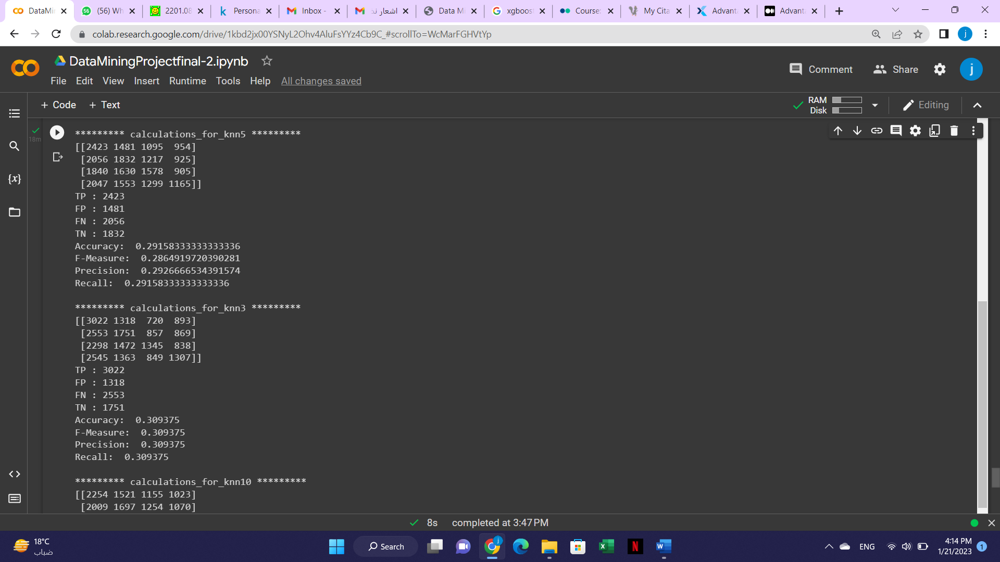 DataMin
(56) Wh
2201.08
Persona
Inbox -
اشعار ند
Data Mi
xgboost
Course:
My Cita
Advanta
Advanta
colab.research.google.com/drive/1kbd2jx00YSNyL2Ohv4AluFsYYz4Cb9C_#scrollTo=WcMarFGHVtYp
j
DataMiningProjectfinal-2.ipynb
File Edit View Insert Runtime Tools Help All changes saved
Comment Share j
+ Code + Text
RAM
Disk
Editing
18m
********* calculations_for_knn5 *********
[[2423 1481 1095  954]
 [2056 1832 1217  925]
 [1840 1630 1578  905]
 [2047 1553 1299 1165]]
TP : 2423
FP : 1481
FN : 2056
TN : 1832
Accuracy:  0.29158333333333336
F-Measure:  0.2864919720390281
Precision:  0.2926666534391574
Recall:  0.29158333333333336
********* calculations_for_knn3 *********
[[3022 1318  720  893]
 [2553 1751  857  869]
 [2298 1472 1345  838]
 [2545 1363  849 1307]]
TP : 3022
FP : 1318
FN : 2553
TN : 1751
Accuracy:  0.309375
F-Measure:  0.309375
Precision:  0.309375
Recall:  0.309375
********* calculations_for_knn10 *********
[[2254 1521 1155 1023]
 [2009 1697 1254 1070]
8s completed at 3:47 PM
18°C
ضباب
Search
ENG
4:14 PM
1/21/2023
1